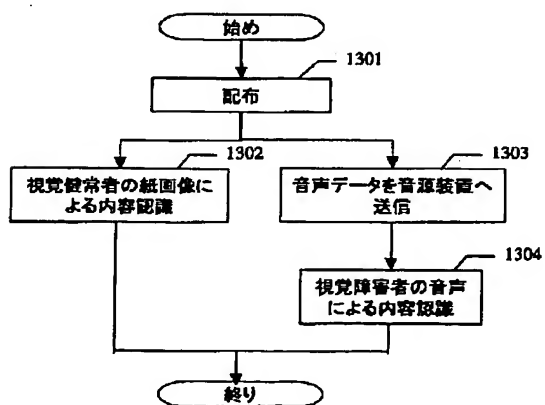 始め
1301
配布
1302
視覚健常者の紙画像に
よる内容認識
1303
音声データを音源装置へ
送信
1304
視覚障害者の音声
による内容認識
終り